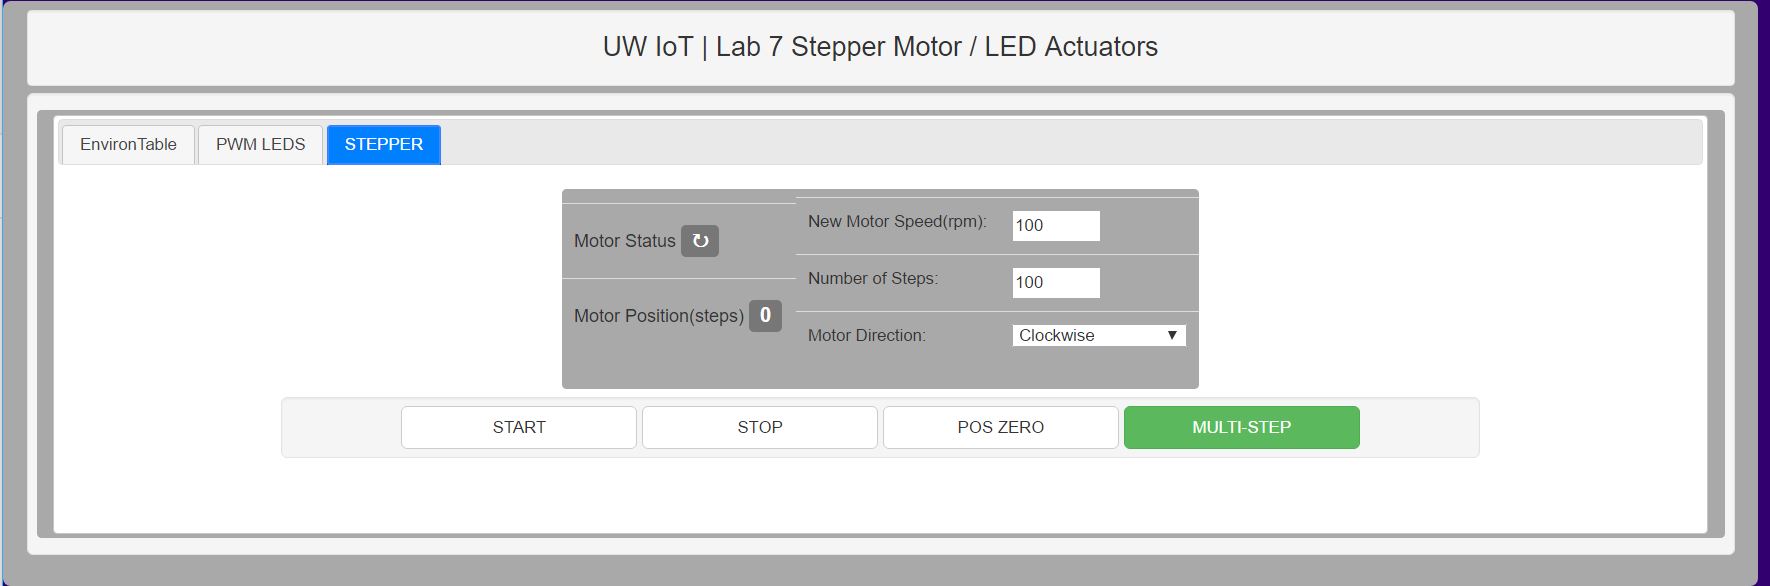 UW IoT | Lab 7 Stepper Motor / LED Actuators
EnvironTable PWM LEDS STEPPER
Motor Status ↻
Motor Position(steps) 0
New Motor Speed(rpm): 100
Number of Steps: 100
Motor Direction: Clockwise ▼
START STOP POS ZERO MULTI-STEP